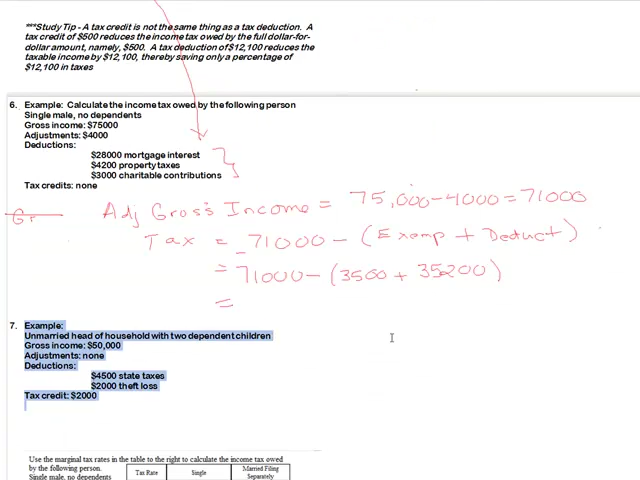 ***Study Tip - A tax credit is not the same thing as a tax deduction. A
tax credit of $500 reduces the income tax owed by the full dollar-for-
dollar amount, namely, $500. A tax deduction of $12,100 reduces the
taxable income by $12,100, thereby saving only a percentage of
$12,100 in taxes
6. Example: Calculate the income tax owed by the following person
Single male, no dependents
Gross income: $75000
Adjustments: $4000
Deductions:
$28000 mortgage interest
$4200 property taxes
$3000 charitable contributions
Tax credits: none
Gr
Adj Gross Income = 75,000-4000=71000
Tax = 71000 - (Exemp + Deduct)
= 71000 - (3500 + 35200)
=
7. Example:
Unmarried head of household with two dependent children
Gross income: $50,000
Adjustments: none
Deductions:
$4500 state taxes
$2000 theft loss
Tax credit: $2000
Use the marginal tax rates in the table to the right to calculate the income tax owed
by the following person.
Single male, no dependents
Tax Rate Single Married Filing
Separately